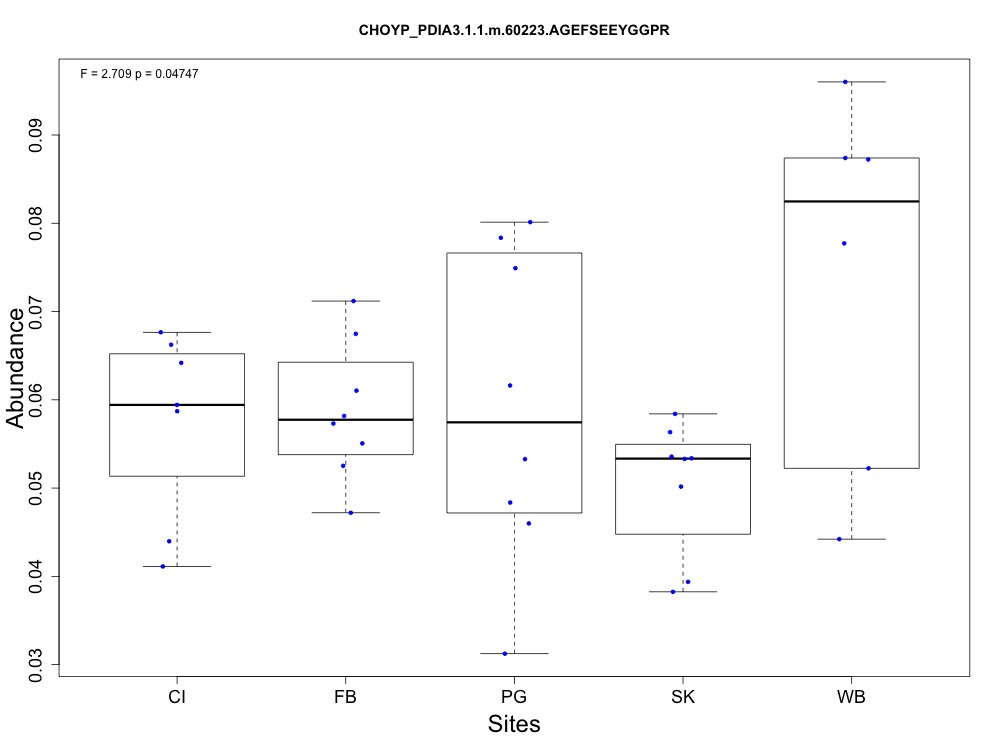 CHOYP_PDIA3.1.1.m.60223.AGEFSEEYGGPR
F = 2.709 p = 0.04747
0.09
0.08
0.07
0.06
0.05
0.04
0.03
Abundance
CI FB PG SK WB
Sites